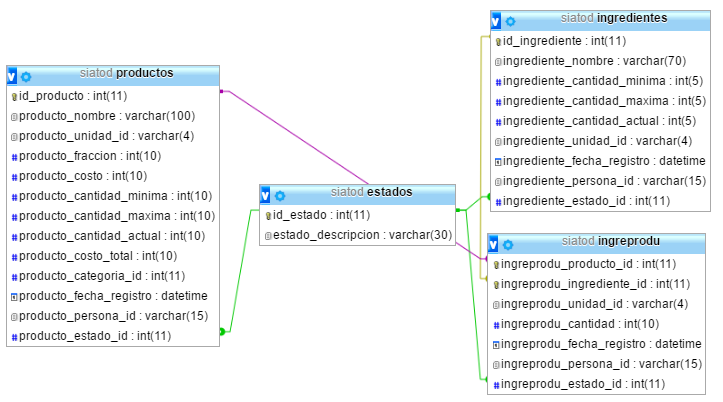 siatod productos
id_producto : int(11)
producto_nombre : varchar(100)
producto_unidad_id : varchar(4)
producto_fraccion : int(10)
producto_costo : int(10)
producto_cantidad_minima : int(10)
producto_cantidad_maxima : int(10)
producto_cantidad_actual : int(10)
producto_costo_total : int(10)
producto_categoria_id : int(11)
producto_fecha_registro : datetime
producto_persona_id : varchar(15)
producto_estado_id : int(11)
siatod estados
id_estado : int(11)
estado_descripcion : varchar(30)
siatod ingredientes
id_ingrediente : int(11)
ingrediente_nombre : varchar(70)
ingrediente_cantidad_minima : int(5)
ingrediente_cantidad_maxima : int(5)
ingrediente_cantidad_actual : int(5)
ingrediente_unidad_id : varchar(4)
ingrediente_fecha_registro : datetime
ingrediente_persona_id : varchar(15)
ingrediente_estado_id : int(11)
siatod ingreprodu
ingreprodu_producto_id : int(11)
ingreprodu_ingrediente_id : int(11)
ingreprodu_unidad_id : varchar(4)
ingreprodu_cantidad : int(10)
ingreprodu_fecha_registro : datetime
ingreprodu_persona_id : varchar(15)
ingreprodu_estado_id : int(11)